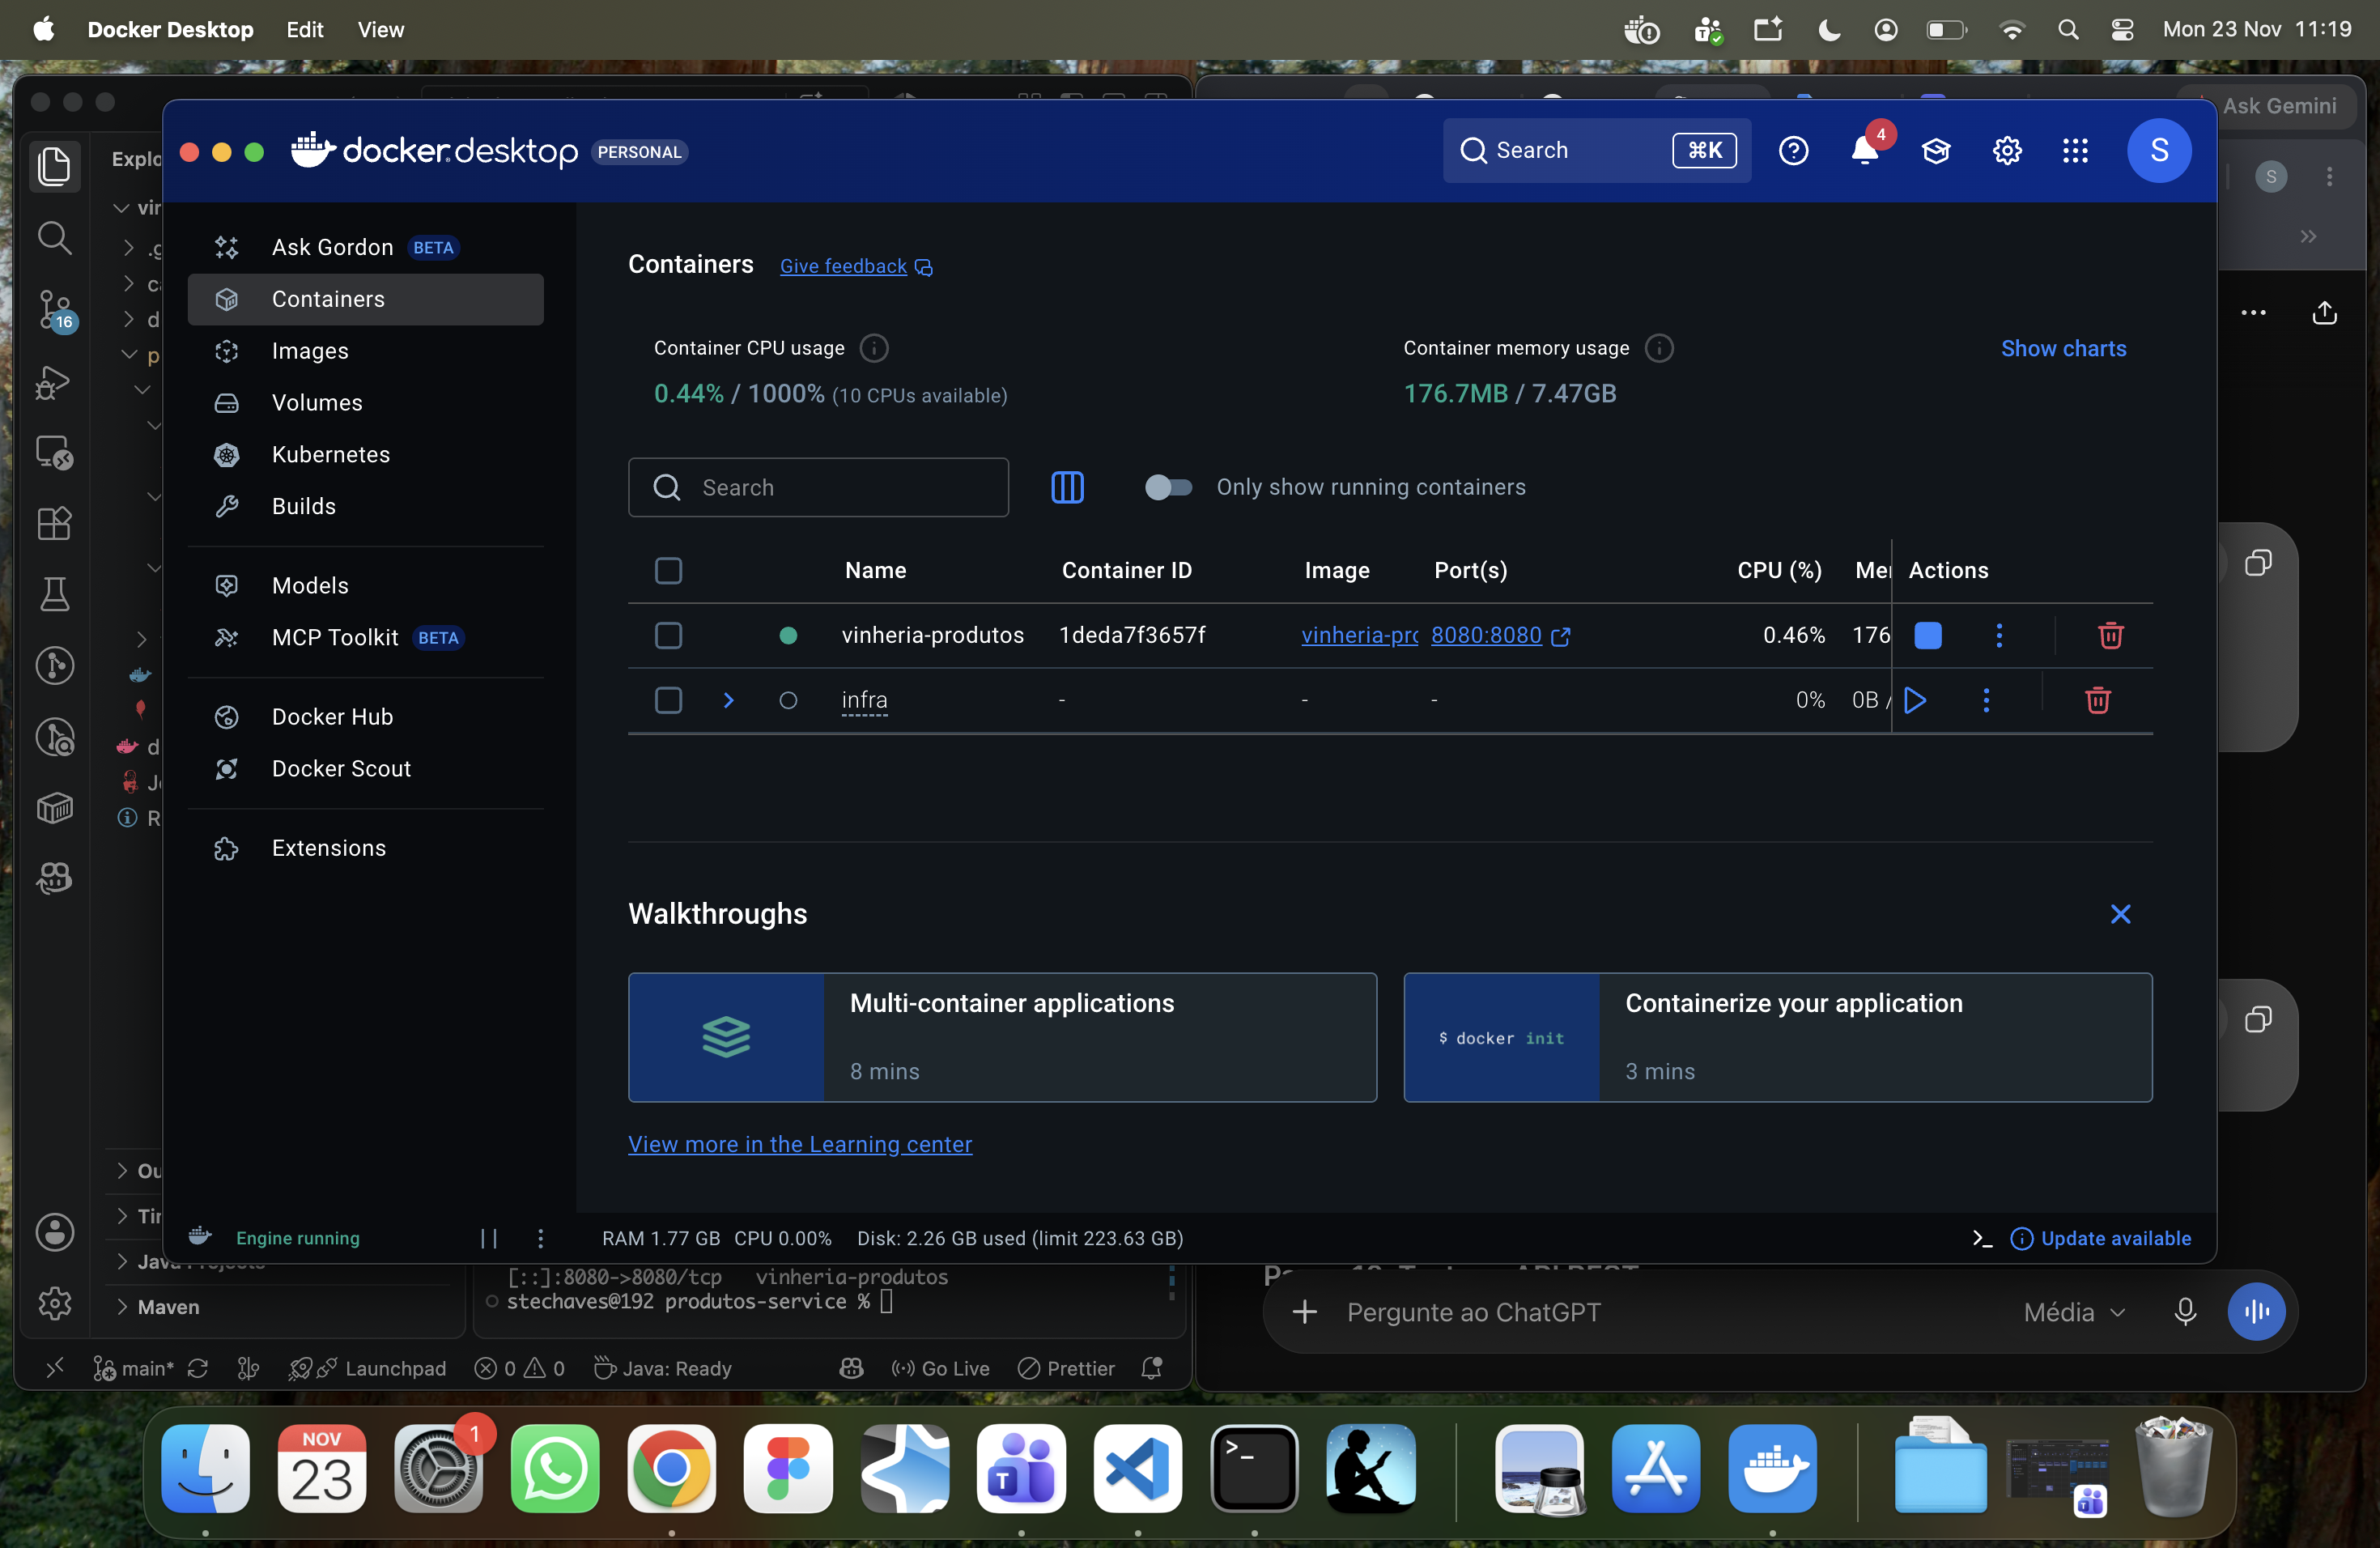 Docker Desktop Edit View
Mon 23 Nov 11:19
Ask Gemini
docker desktop PERSONAL
Search ⌘K
4
S
S
Explo
16
Ask Gordon BETA
Containers
Images
Volumes
Kubernetes
Builds
Models
MCP Toolkit BETA
Docker Hub
Docker Scout
Extensions
Containers Give feedback
Container CPU usage
0.44% / 1000% (10 CPUs available)
Container memory usage
176.7MB / 7.47GB
Show charts
Search
Only show running containers
Name Container ID Image Port(s) CPU (%) Mer Actions
vinheria-produtos 1deda7f3657f vinheria-pro 8080:8080 0.46% 176
infra - - - 0% 0B /
Walkthroughs
Multi-container applications
8 mins
$ docker init
Containerize your application
3 mins
View more in the Learning center
Engine running
RAM 1.77 GB CPU 0.00% Disk: 2.26 GB used (limit 223.63 GB)
Update available
Maven
[::]:8080->8080/tcp vinheria-produtos
stechaves@192 produtos-service %
Pergunte ao ChatGPT
Média
main* Launchpad 0 0 Java: Ready Go Live Prettier
NOV
23
1